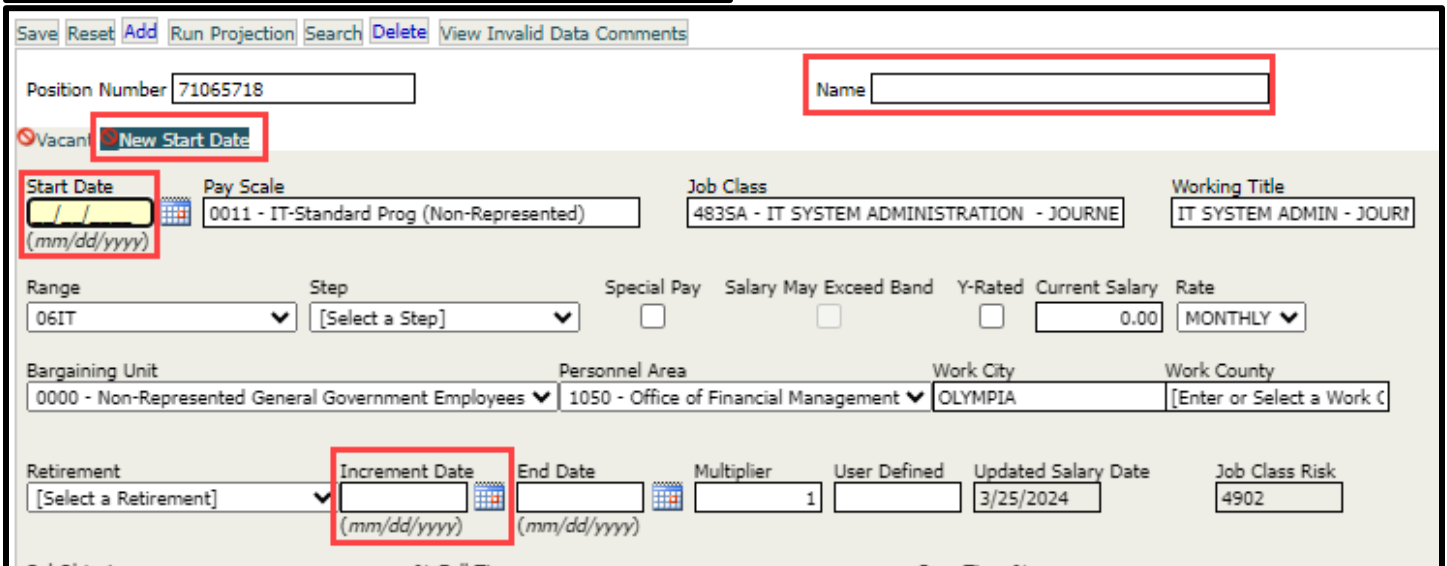 Save Reset Add Run Projection Search Delete View Invalid Data Comments
Position Number 71065718 Name
Vacant New Start Date
Start Date Pay Scale Job Class Working Title
__/__/____ 0011 - IT-Standard Prog (Non-Represented) 483SA - IT SYSTEM ADMINISTRATION - JOURNE IT SYSTEM ADMIN - JOUR
(mm/dd/yyyy)
Range Step Special Pay Salary May Exceed Band Y-Rated Current Salary Rate
06IT [Select a Step] 0.00 MONTHLY
Bargaining Unit Personnel Area Work City Work County
0000 - Non-Represented General Government Employees 1050 - Office of Financial Management OLYMPIA [Enter or Select a Work
Retirement Increment Date End Date Multiplier User Defined Updated Salary Date Job Class Risk
[Select a Retirement] 1 3/25/2024 4902
(mm/dd/yyyy) (mm/dd/yyyy)